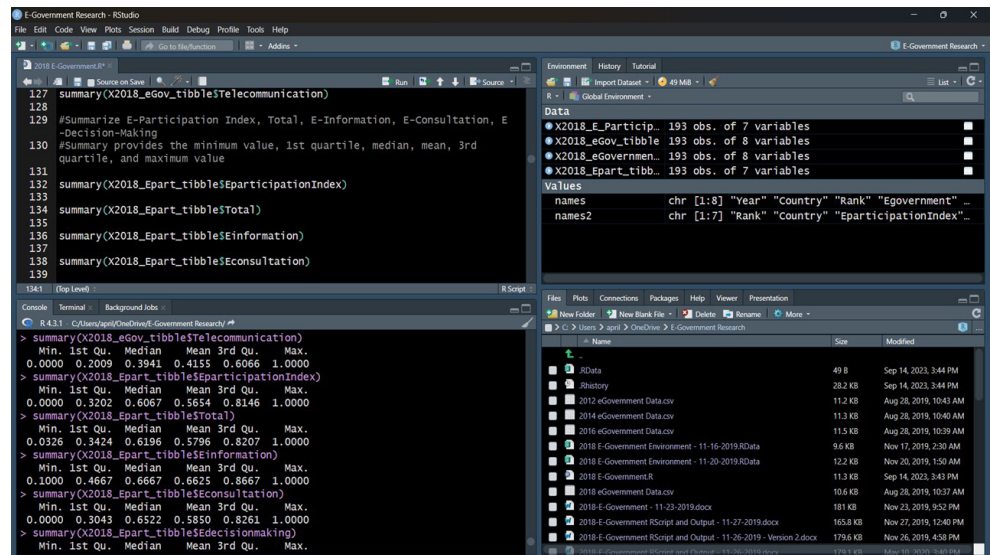 E-Government Research - RStudio
File Edit Code View Plots Session Build Debug Profile Tools Help
Go to file/function Addins E-Government Research
2018 E-Government.R*
Source on Save Run Source
127 summary(X2018_eGov_tibble$Telecommunication)
128
129 #Summarize E-Participation Index, Total, E-Information, E-Consultation, E
-Decision-Making
130 #Summary provides the minimum value, 1st quartile, median, mean, 3rd
quartile, and maximum value
131
132 summary(X2018_Epart_tibble$EparticipationIndex)
133
134 summary(X2018_Epart_tibble$Total)
135
136 summary(X2018_Epart_tibble$Einformation)
137
138 summary(X2018_Epart_tibble$Econsultation)
139
134:1 (Top Level) R Script
Console Terminal Background Jobs
R 4.3.1 · C:/Users/april/OneDrive/E-Government Research/
> summary(X2018_eGov_tibble$Telecommunication)
Min. 1st Qu. Median Mean 3rd Qu. Max.
0.0000 0.2009 0.3941 0.4155 0.6066 1.0000
> summary(X2018_Epart_tibble$EparticipationIndex)
Min. 1st Qu. Median Mean 3rd Qu. Max.
0.0000 0.3202 0.6067 0.5654 0.8146 1.0000
> summary(X2018_Epart_tibble$Total)
Min. 1st Qu. Median Mean 3rd Qu. Max.
0.0326 0.3424 0.6196 0.5796 0.8207 1.0000
> summary(X2018_Epart_tibble$Einformation)
Min. 1st Qu. Median Mean 3rd Qu. Max.
0.1000 0.4667 0.6667 0.6625 0.8667 1.0000
> summary(X2018_Epart_tibble$Econsultation)
Min. 1st Qu. Median Mean 3rd Qu. Max.
0.0000 0.3043 0.6522 0.5850 0.8261 1.0000
> summary(X2018_Epart_tibble$Edecisionmaking)
Min. 1st Qu. Median Mean 3rd Qu. Max.
Environment History Tutorial
Import Dataset 49 MiB List
R Global Environment
Data
X2018_E_Particip… 193 obs. of 7 variables
X2018_eGov_tibble 193 obs. of 8 variables
X2018_eGovernmen… 193 obs. of 8 variables
X2018_Epart_tibb… 193 obs. of 7 variables
Values
names chr [1:8] "Year" "Country" "Rank" "Egovernment" …
names2 chr [1:7] "Rank" "Country" "EparticipationIndex"…
Files Plots Connections Packages Help Viewer Presentation
New Folder New Blank File Delete Rename More
C: > Users > april > OneDrive > E-Government Research
Name Size Modified
..
.RData 49 B Sep 14, 2023, 3:44 PM
.Rhistory 28.2 KB Sep 14, 2023, 3:44 PM
2012 eGovernment Data.csv 11.2 KB Aug 28, 2019, 10:43 AM
2014 eGovernment Data.csv 11.3 KB Aug 28, 2019, 10:40 AM
2016 eGovernment Data.csv 11.5 KB Aug 28, 2019, 10:39 AM
2018 E-Government Environment - 11-16-2019.RData 9.6 KB Nov 17, 2019, 2:30 AM
2018 E-Government Environment - 11-20-2019.RData 12.2 KB Nov 20, 2019, 1:50 AM
2018 E-Government.R 11.3 KB Sep 14, 2023, 3:43 PM
2018 eGovernment Data.csv 10.6 KB Aug 28, 2019, 10:37 AM
2018-E-Government - 11-23-2019.docx 181 KB Nov 23, 2019, 9:52 PM
2018-E-Government RScript and Output - 11-27-2019.docx 165.8 KB Nov 27, 2019, 12:40 PM
2018-E-Government RScript and Output - 11-26-2019 - Version 2.docx 179.6 KB Nov 26, 2019, 4:58 PM
2018-E-Government RScript and Output - 11-26-2019.docx 179.1 KB May 10, 2020, 3:40 PM